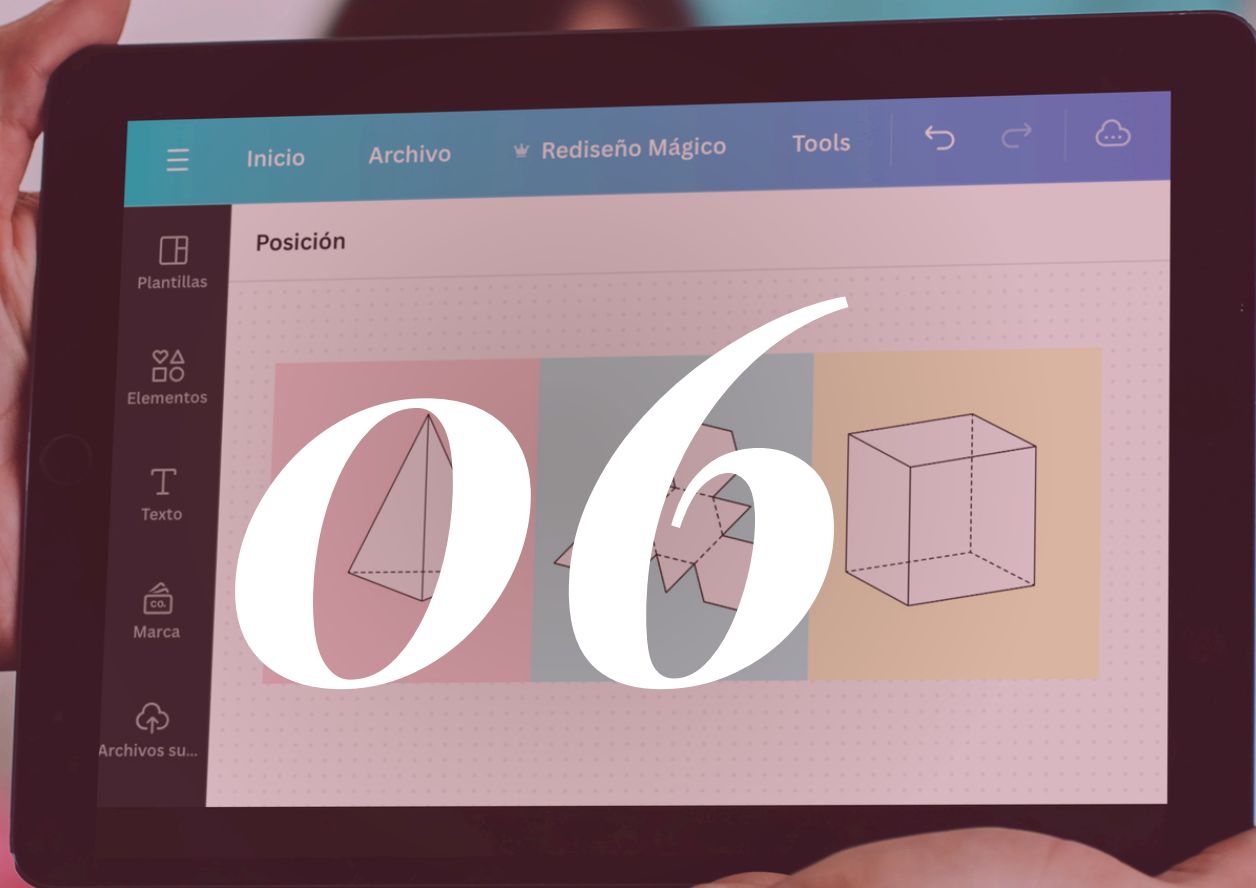 Inicio
Archivo
Rediseño Mágico
Tools
Posición
Plantillas
Elementos
Texto
CO.
Marca
Archivos su...
06